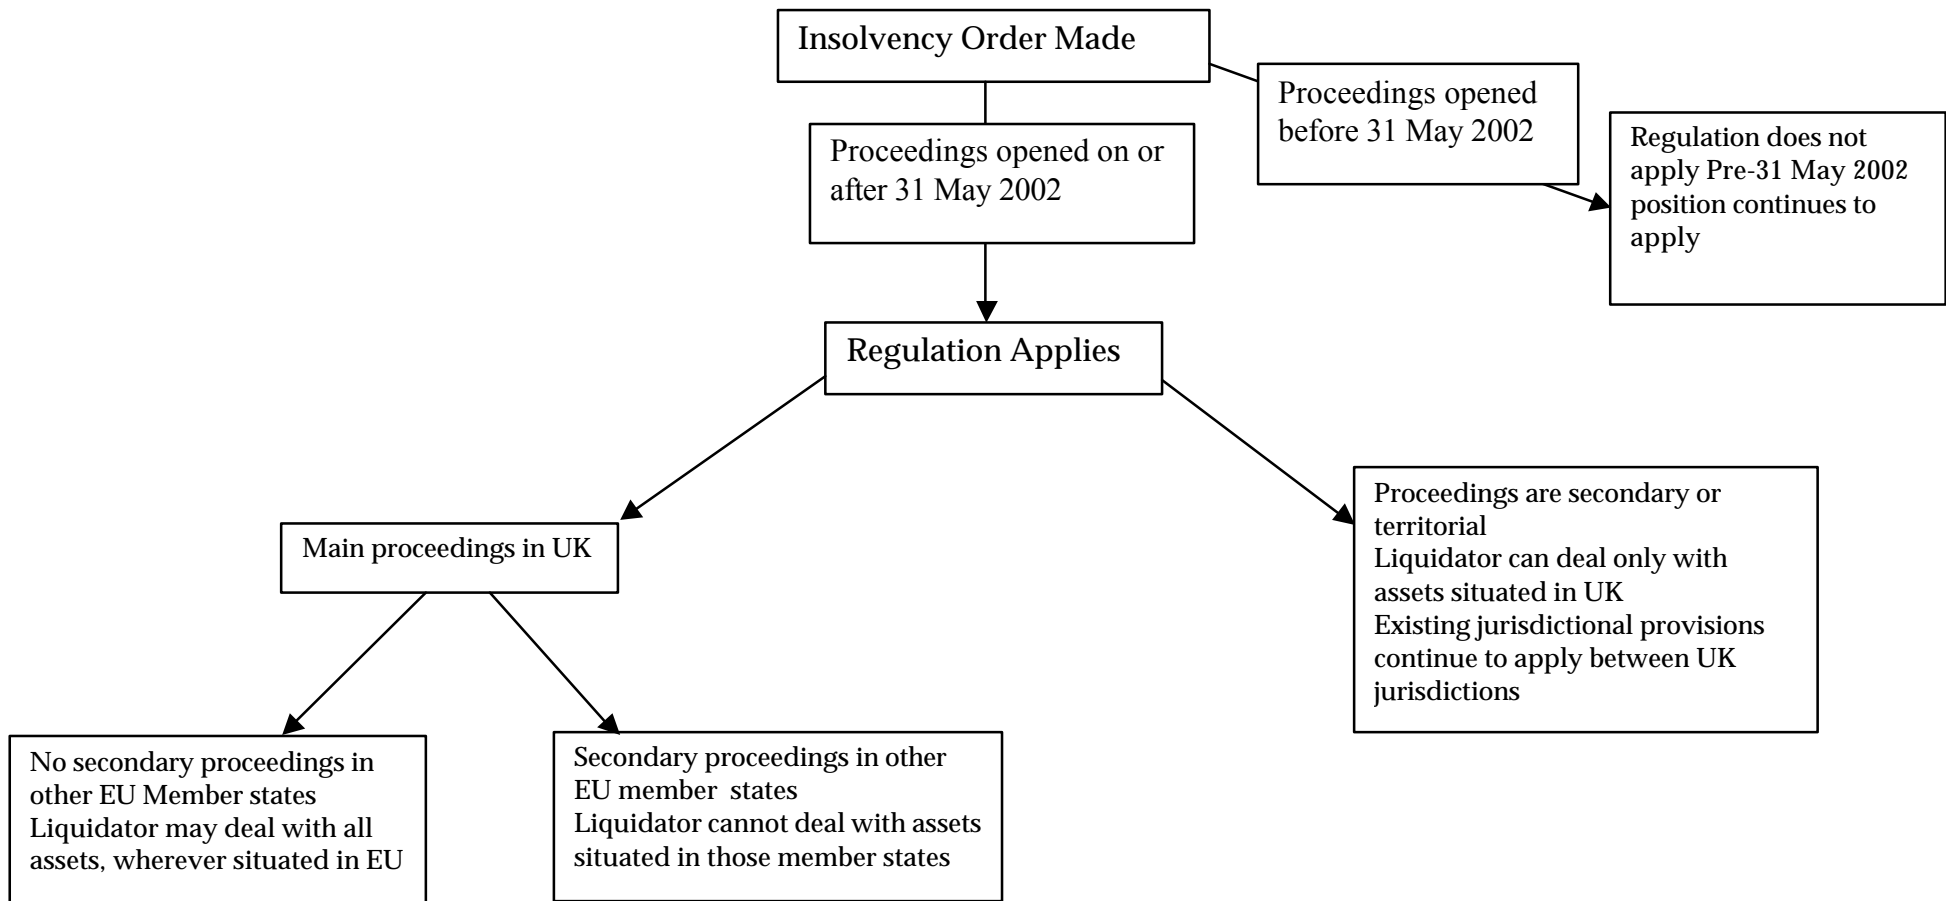 Insolvency Order Made
Proceedings opened
before 31 May 2002
Regulation does not
apply Pre-31 May 2002
position continues to
apply
Proceedings opened on or
after 31 May 2002
Regulation Applies
Main proceedings in UK
Proceedings are secondary or
territorial
Liquidator can deal only with
assets situated in UK
Existing jurisdictional provisions
continue to apply between UK
jurisdictions
No secondary proceedings in
other EU Member states
Liquidator may deal with all
assets, wherever situated in EU
Secondary proceedings in other
EU member  states
Liquidator cannot deal with assets
situated in those member states